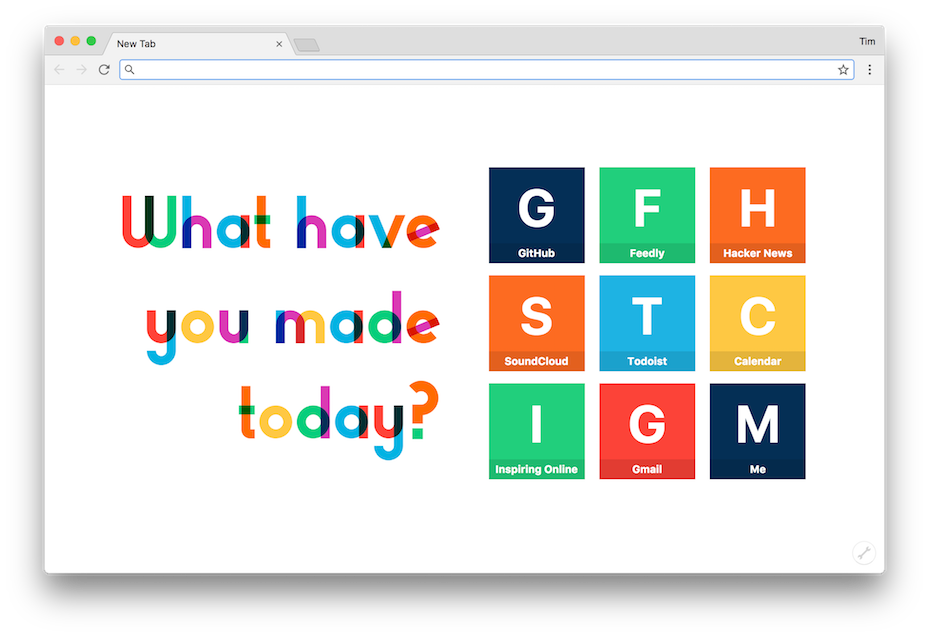 New Tab
Tim
What have
you made
today?
G
GitHub
F
Feedly
H
Hacker News
S
SoundCloud
T
Todoist
C
Calendar
I
Inspiring Online
G
Gmail
M
Me